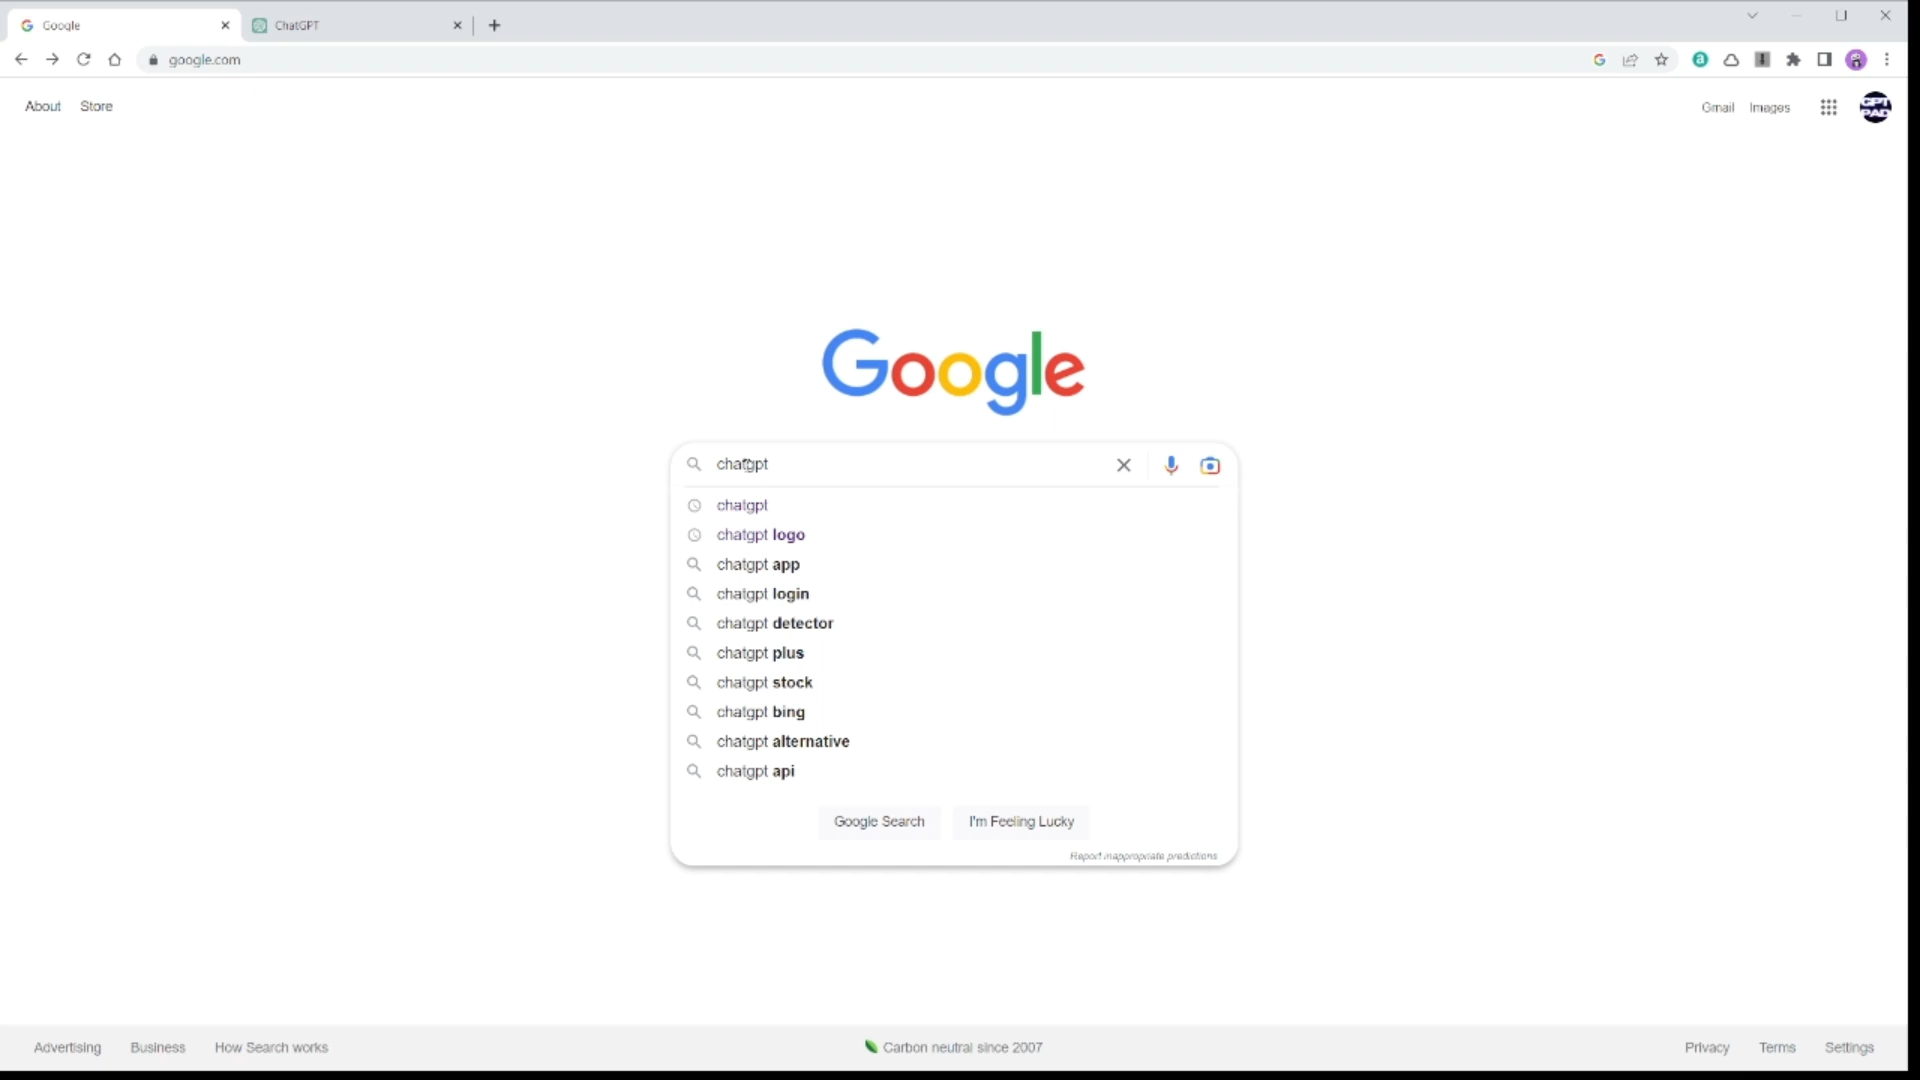 Google
ChatGPT
google.com
About Store
Gmail Images
GPT
PAD
Google
chatgpt
chatgpt
chatgpt logo
chatgpt app
chatgpt login
chatgpt detector
chatgpt plus
chatgpt stock
chatgpt bing
chatgpt alternative
chatgpt api
Google Search I'm Feeling Lucky
Report inappropriate predictions
Advertising Business How Search works Carbon neutral since 2007 Privacy Terms Settings